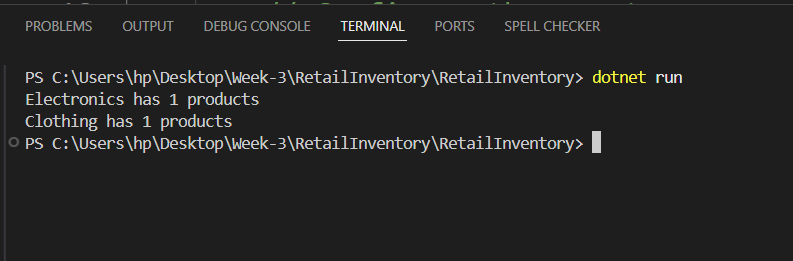 PROBLEMS OUTPUT DEBUG CONSOLE TERMINAL PORTS SPELL CHECKER
PS C:\Users\hp\Desktop\Week-3\RetailInventory\RetailInventory> dotnet run
Electronics has 1 products
Clothing has 1 products
PS C:\Users\hp\Desktop\Week-3\RetailInventory\RetailInventory>